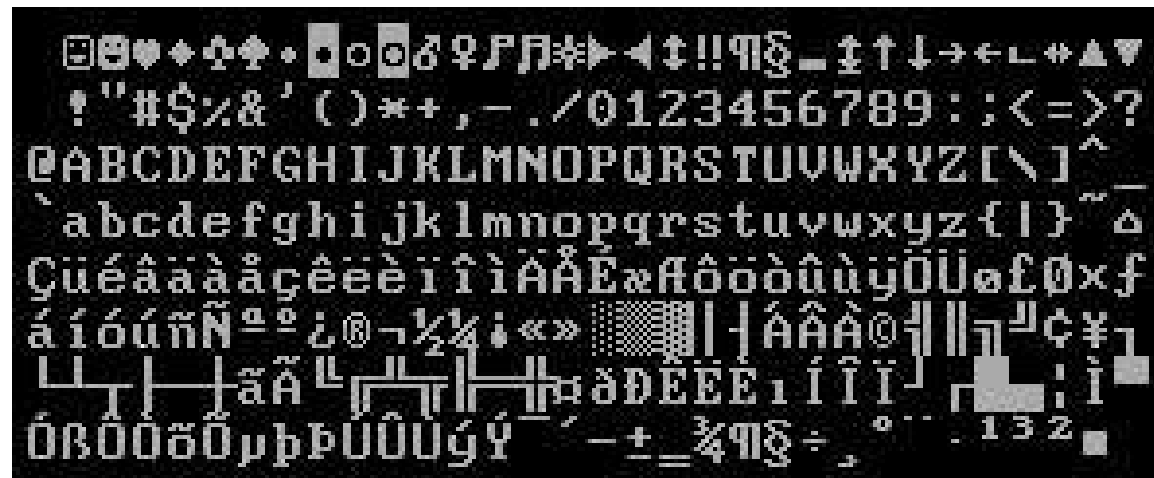 ☺☻♥♦♣♠•◘○◙♂♀♪♫☼►◄↕‼¶§▬↨↑↓→←∟↔▲▼
!"#$%&'()*+,-./0123456789:;<=>?
@ABCDEFGHIJKLMNOPQRSTUVWXYZ[\]^_
`abcdefghijklmnopqrstuvwxyz{|}~⌂
ÇüéâäàåçêëèïîìÄÅÉæÆôöòûùÿÖÜø£Ø×ƒ
áíóúñÑªº¿®¬½¼¡«»░▒▓│┤ÁÂÀ©╣║╗╝¢¥┐
└┴┬├─┼ãÃ╚╔╩╦╠═╬¤ðÐÊËÈıÍÎÏ┘┌█▄¦Ì▀
ÓßÔÒõÕµþÞÚÛÙýÝ¯´-±‗¾¶§÷¸°¨·¹³²■